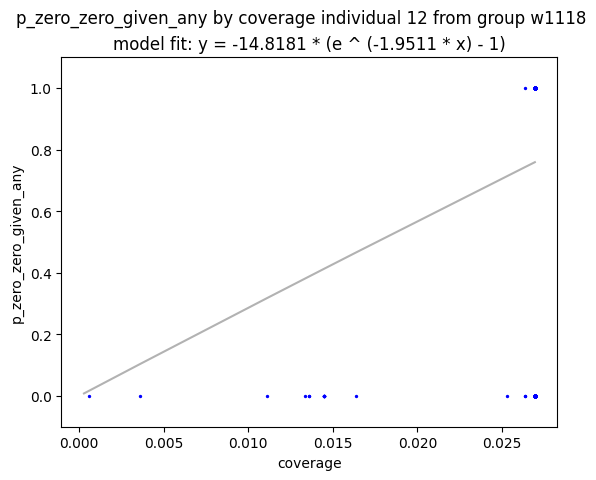 p_zero_zero_given_any by coverage individual 12 from group w1118
model fit: y = -14.8181 * (e ^ (-1.9511 * x) - 1)
1.0
0.8
0.6
0.4
0.2
0.0
p_zero_zero_given_any
0.000 0.005 0.010 0.015 0.020 0.025
coverage